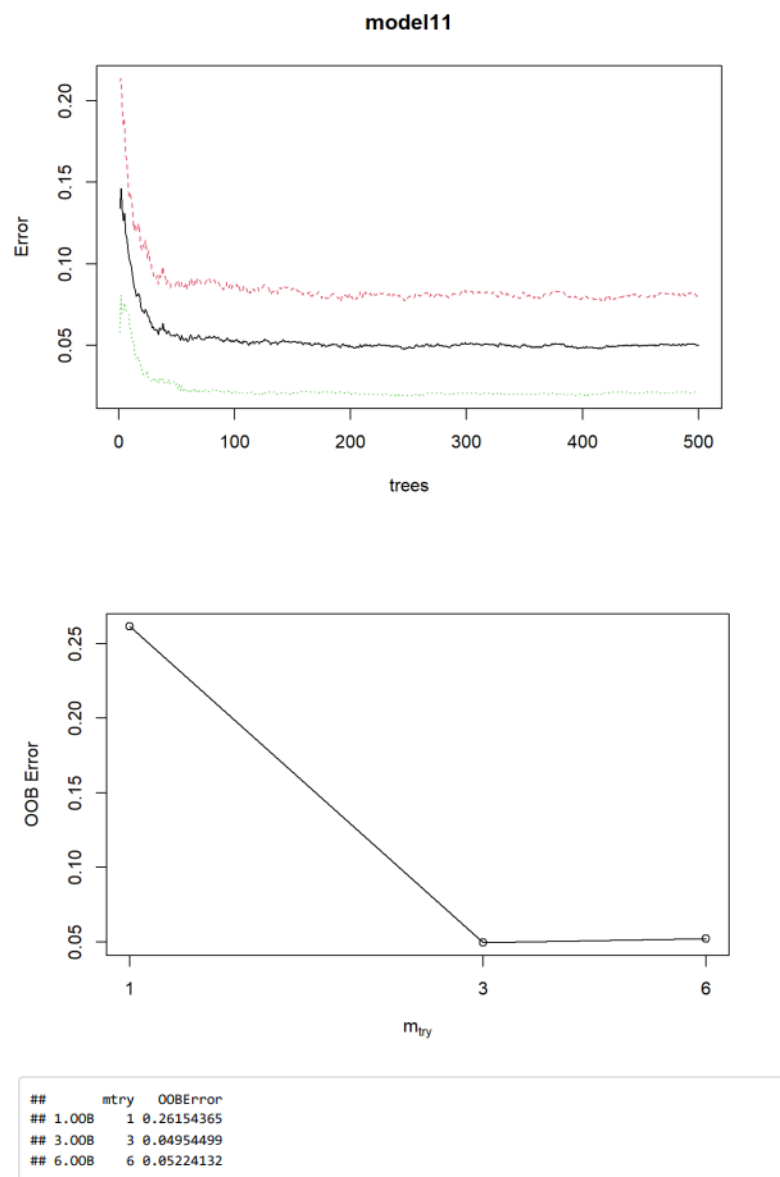 model11
0.20
0.15
0.10
0.05
Error
0 100 200 300 400 500
trees
0.25
0.20
0.15
0.10
0.05
OOB Error
1 3 6
mtry
## mtry OOBError
## 1.OOB 1 0.26154365
## 3.OOB 3 0.04954499
## 6.OOB 6 0.05224132